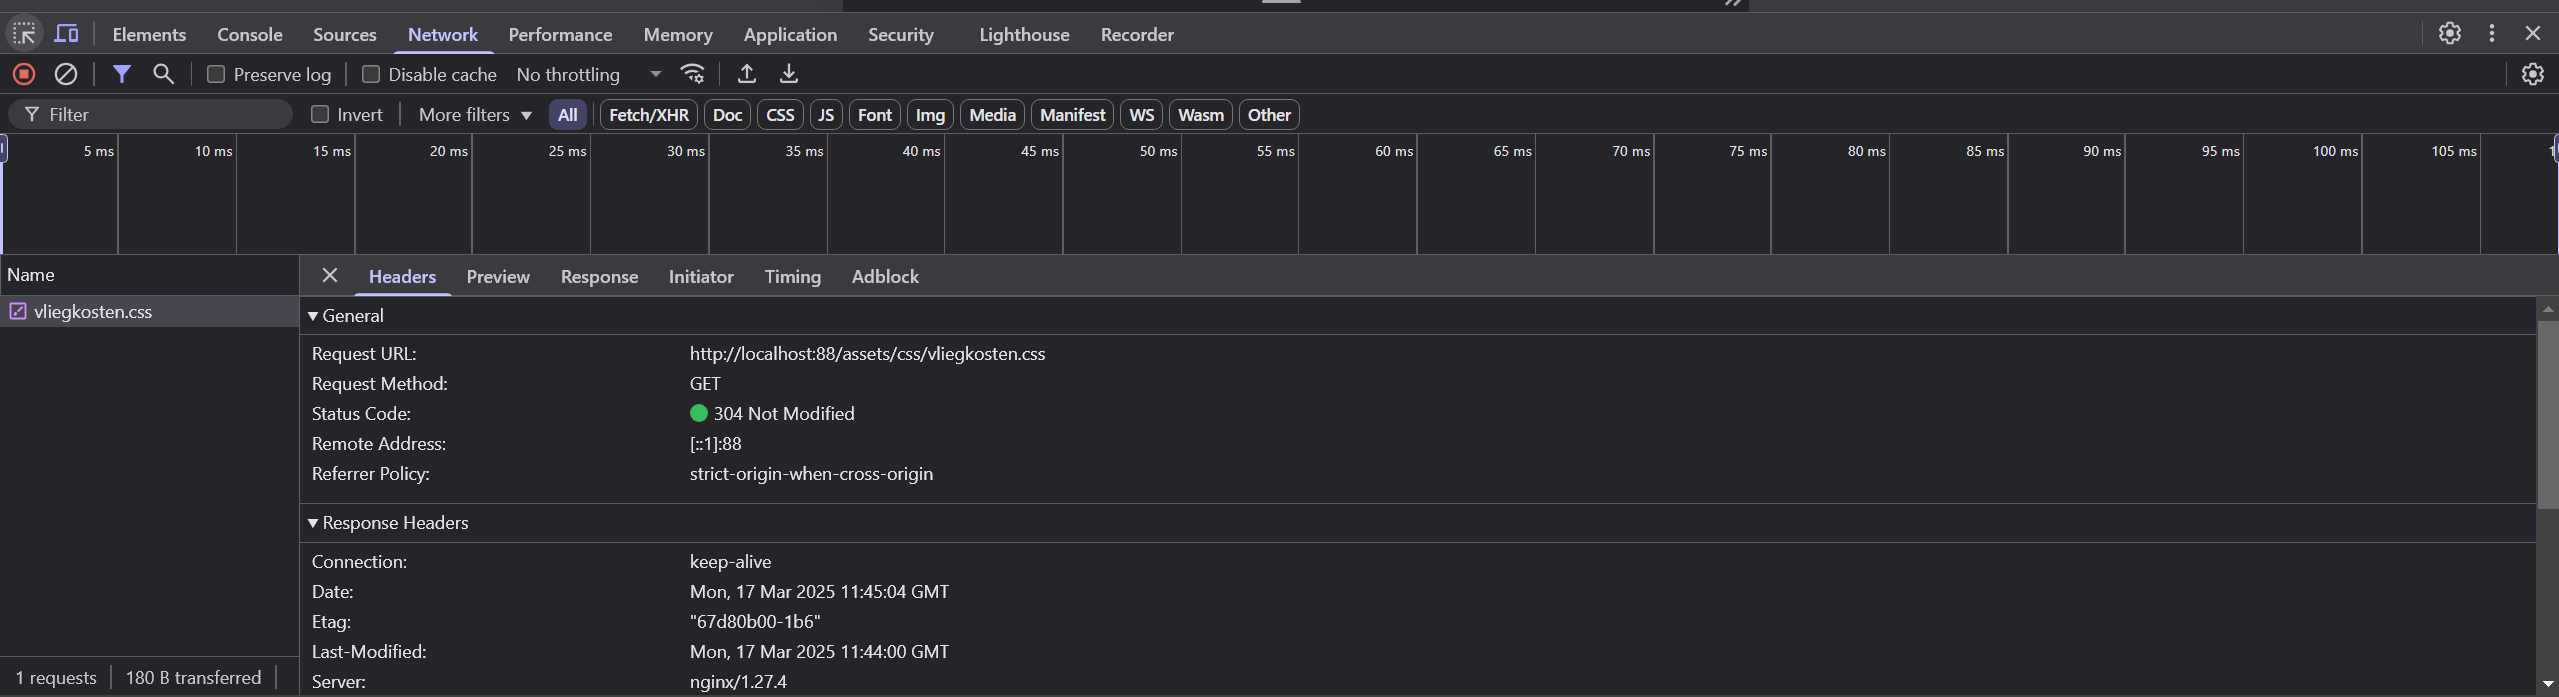 Elements Console Sources Network Performance Memory Application Security Lighthouse Recorder
Preserve log Disable cache No throttling
Filter Invert More filters All Fetch/XHR Doc CSS JS Font Img Media Manifest WS Wasm Other
5 ms 10 ms 15 ms 20 ms 25 ms 30 ms 35 ms 40 ms 45 ms 50 ms 55 ms 60 ms 65 ms 70 ms 75 ms 80 ms 85 ms 90 ms 95 ms 100 ms 105 ms
Name
vliegkosten.css
Headers Preview Response Initiator Timing Adblock
General
Request URL: http://localhost:88/assets/css/vliegkosten.css
Request Method: GET
Status Code: 304 Not Modified
Remote Address: [::1]:88
Referrer Policy: strict-origin-when-cross-origin
Response Headers
Connection: keep-alive
Date: Mon, 17 Mar 2025 11:45:04 GMT
Etag: "67d80b00-1b6"
Last-Modified: Mon, 17 Mar 2025 11:44:00 GMT
Server: nginx/1.27.4
1 requests 180 B transferred